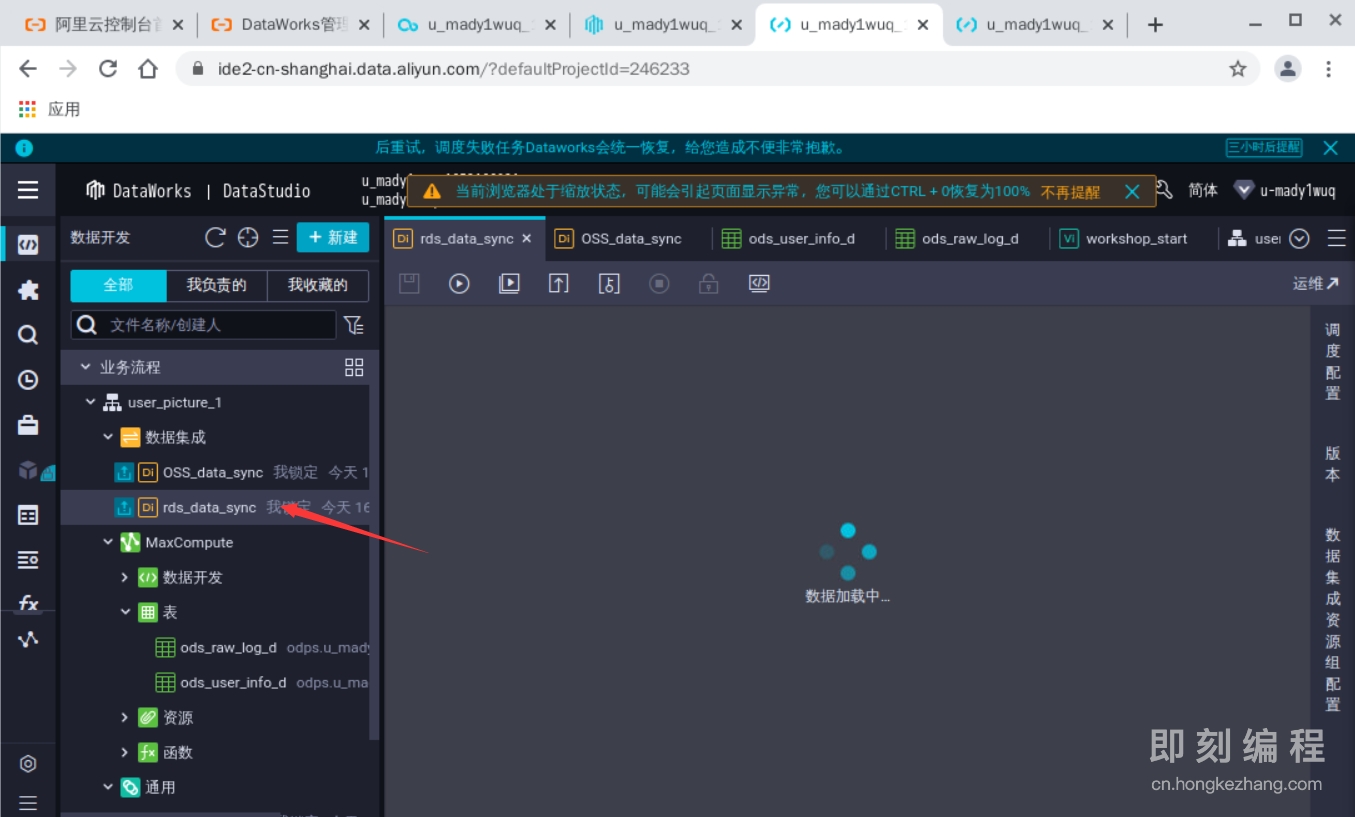 阿里云控制台首
DataWorks管理
u_mady1wuq_
u_mady1wuq_
u_mady1wuq_
u_mady1wuq_
ide2-cn-shanghai.data.aliyun.com/?defaultProjectId=246233
应用
后重试，调度失败任务Dataworks会统一恢复，给您造成不便非常抱歉。
三小时后提醒
DataWorks | DataStudio
u_mady
u_mady
当前浏览器处于缩放状态，可能会引起页面显示异常，您可以通过CTRL + 0恢复为100% 不再提醒
简体
u-mady1wuq
数据开发
+ 新建
Di rds_data_sync
Di OSS_data_sync
ods_user_info_d
ods_raw_log_d
VI workshop_start
user
全部
我负责的
我收藏的
运维
文件名称/创建人
业务流程
user_picture_1
数据集成
Di OSS_data_sync 我锁定 今天 1
Di rds_data_sync 我锁定 今天 16
MaxCompute
数据开发
表
ods_raw_log_d odps.u_mady
ods_user_info_d odps.u_ma
资源
fx 函数
通用
fx
数据加载中...
调度配置
版本
数据集成资源组配置
即刻编程
cn.hongkezhang.com